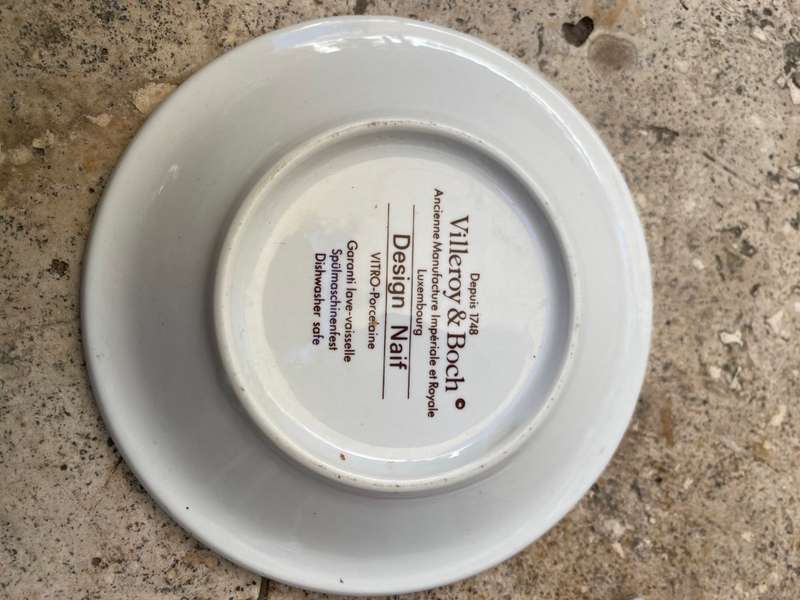 Depuis 1748
Villeroy & Boch
Ancienne Manufacture Impériale et Royale
Luxembourg
Design Naif
VITRO-Porcelaine
Garanti lave-vaisselle
Spülmaschinenfest
Dishwasher safe